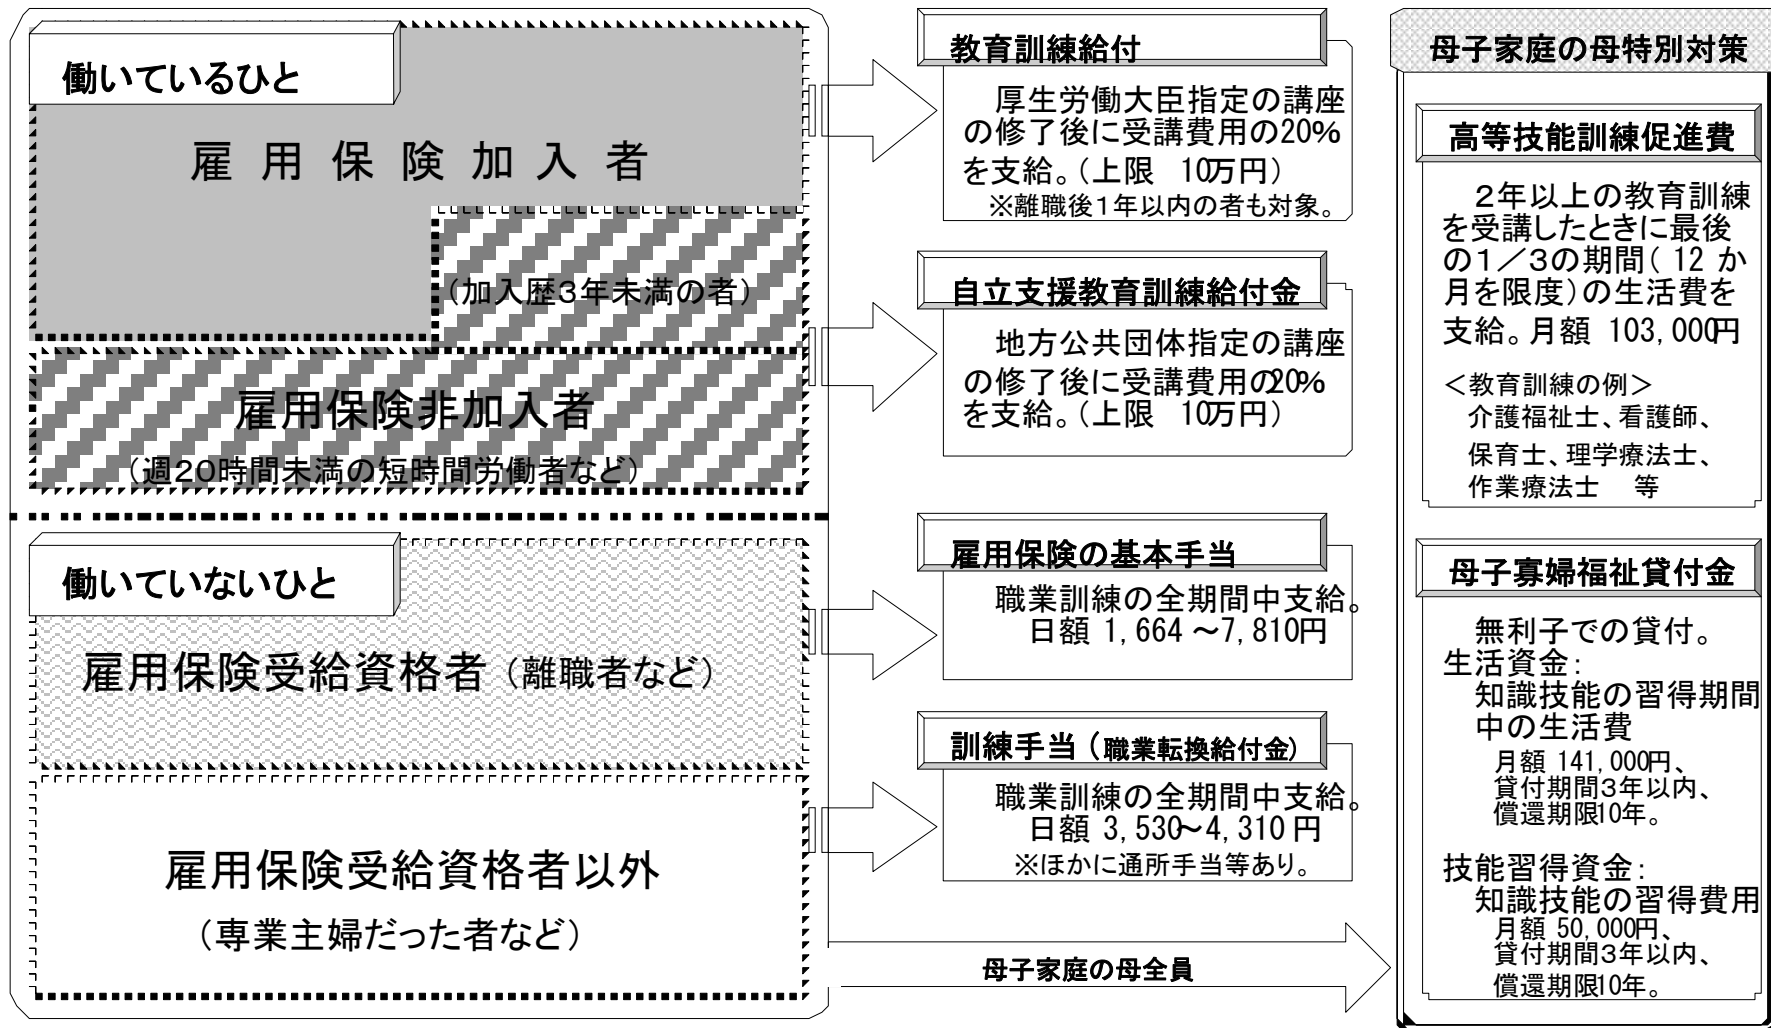 働いているひと
雇用保険加入者
(加入歴3年未満の者)
雇用保険非加入者
(週20時間未満の短時間労働者など)
働いていないひと
雇用保険受給資格者(離職者など)
雇用保険受給資格者以外
(専業主婦だった者など)
教育訓練給付
厚生労働大臣指定の講座
の修了後に受講費用の20%
を支給。(上限 10万円)
※離職後1年以内の者も対象。
自立支援教育訓練給付金
地方公共団体指定の講座
の修了後に受講費用の20%
を支給。(上限 10万円)
雇用保険の基本手当
職業訓練の全期間中支給。
日額 1,664 ～7,810円
訓練手当(職業転換給付金)
職業訓練の全期間中支給。
日額 3,530～4,310 円
※ほかに通所手当等あり。
母子家庭の母全員
母子家庭の母特別対策
高等技能訓練促進費
2年以上の教育訓練
を受講したときに最後
の1/3の期間( 12 か
月を限度)の生活費を
支給。月額 103,000円
<教育訓練の例>
介護福祉士、看護師、
保育士、理学療法士、
作業療法士 等
母子寡婦福祉貸付金
無利子での貸付。
生活資金:
知識技能の習得期間
中の生活費
月額 141,000円、
貸付期間3年以内、
償還期限10年。
技能習得資金:
知識技能の習得費用
月額 50,000円、
貸付期間3年以内、
償還期限10年。